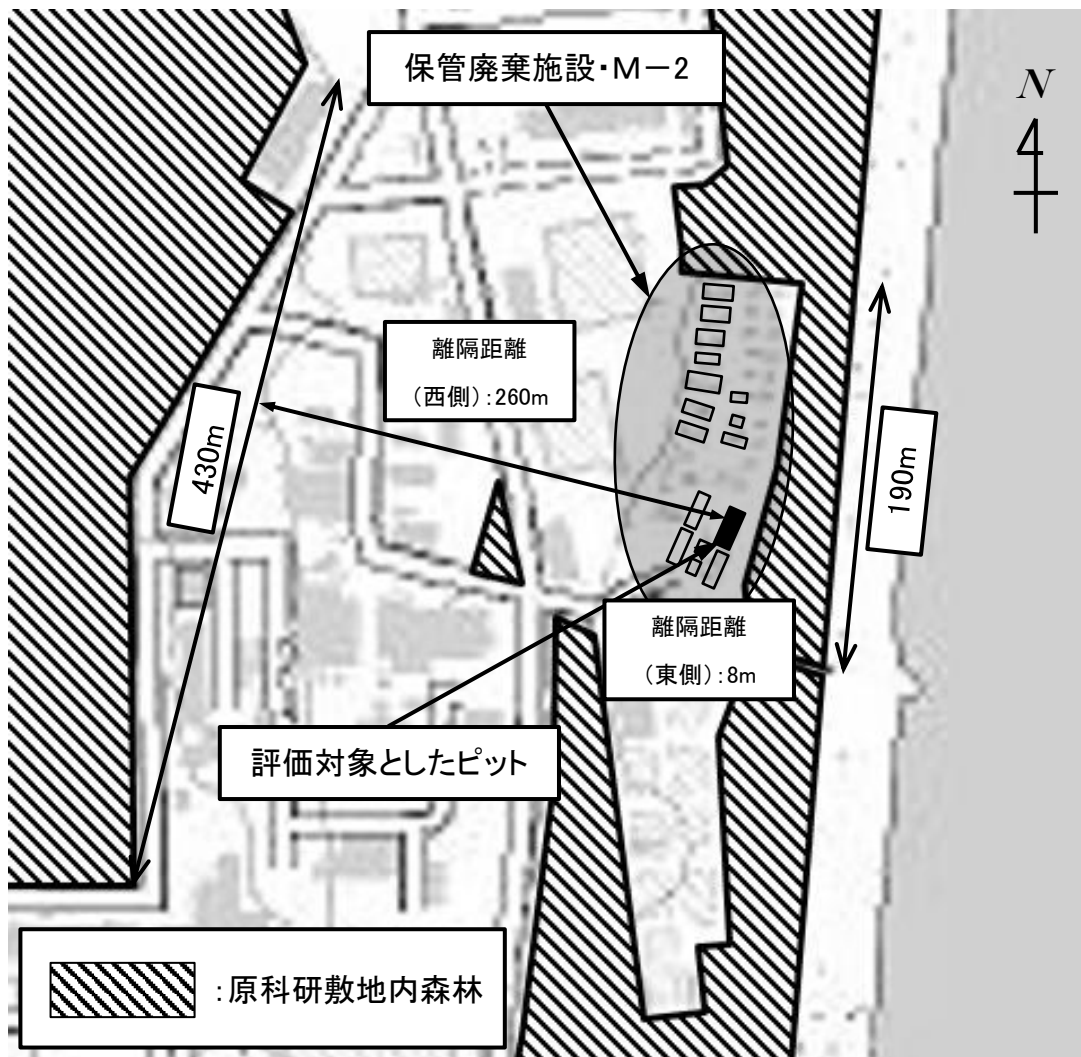 保管廃棄施設・M－2
N
離隔距離
(西側)：260m
430m
190m
離隔距離
(東側)：8m
評価対象としたピット
：原科研敷地内森林